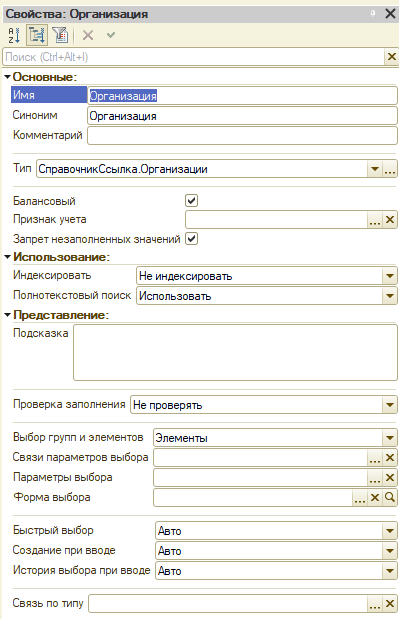 Свойства: Организация
Поиск (Ctrl+Alt+I)
Основные:
Имя Организация
Синоним Организация
Комментарий
Тип СправочникСсылка.Организации
Балансовый
Признак учета
Запрет незаполненных значений
Использование:
Индексировать Не индексировать
Полнотекстовый поиск Использовать
Представление:
Подсказка
Проверка заполнения Не проверять
Выбор групп и элементов Элементы
Связи параметров выбора
Параметры выбора
Форма выбора
Быстрый выбор Авто
Создание при вводе Авто
История выбора при вводе Авто
Связь по типу